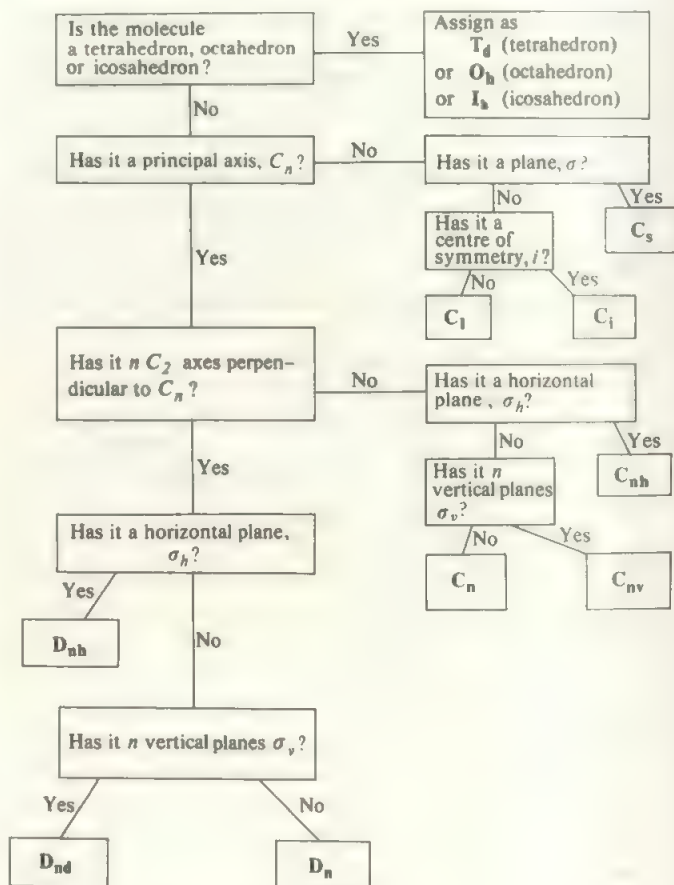 Is the molecule
a tetrahedron, octahedron
or icosahedron?
Yes
Assign as
T_d (tetrahedron)
or O_h (octahedron)
or I_h (icosahedron)
No
Has it a principal axis, C_n?
No
Has it a plane, σ?
No
Yes
C_s
Has it a
centre of
symmetry, i?
No
Yes
C_1
C_i
Yes
Has it n C_2 axes perpen-
dicular to C_n?
No
Has it a horizontal
plane, σ_h?
No
Yes
C_nh
Has it n
vertical planes
σ_v?
No
Yes
C_n
C_nv
Yes
Has it a horizontal plane,
σ_h?
Yes
D_nh
No
Has it n vertical planes σ_v?
Yes
No
D_nd
D_n